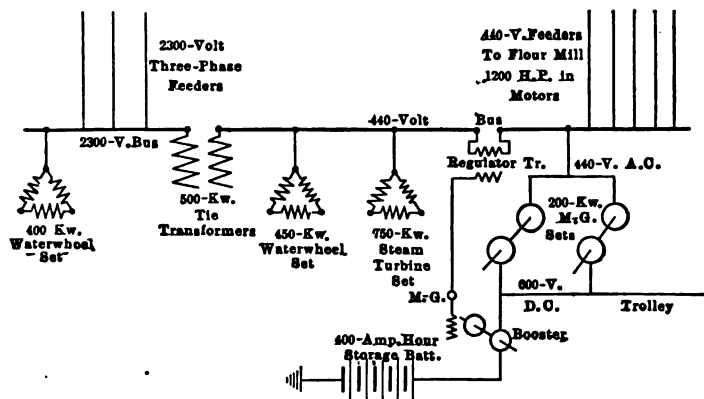 2300-Volt
Three-Phase
Feeders
440-V.Feeders
To Flour Mill
1200 H.P. in
Motors
2300-V.Bus
440-Volt
Bus
Regulator Tr.
440-V. A.C.
500-Kw.
Tie
Transformers
400 Kw.
Waterwheel
Set
450-Kw.
Waterwheel
Set
750-Kw.
Steam
Turbine
Set
200-Kw.
M.-G.
Sets
M.-G.
600-V.
D.C. Trolley
Booster
400-Amp.Hour
Storage Batt.